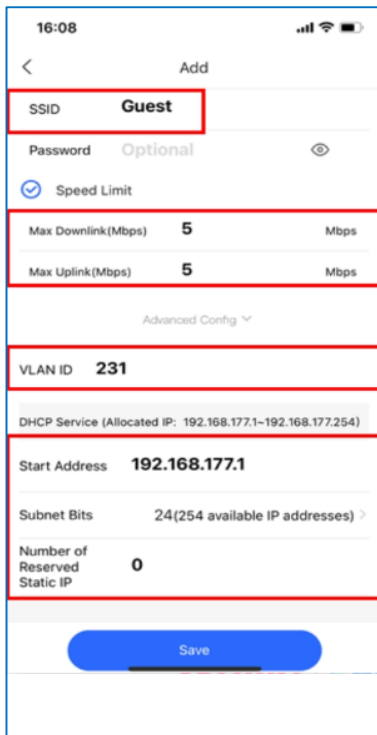 16:08
Add
SSID Guest
Password Optional
Speed Limit
Max Downlink(Mbps) 5 Mbps
Max Uplink(Mbps) 5 Mbps
Advanced Config
VLAN ID 231
DHCP Service (Allocated IP: 192.168.177.1~192.168.177.254)
Start Address 192.168.177.1
Subnet Bits 24(254 available IP addresses)
Number of
Reserved 0
Static IP
Save